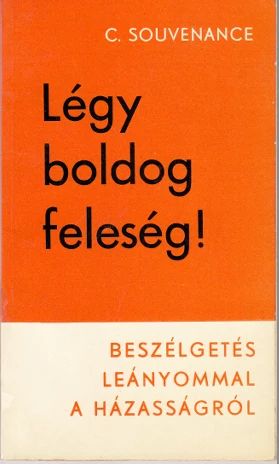 C. SOUVENANCE
Légy
boldog
feleség!
BESZÉLGETÉS
LEÁNYOMMAL
A HÁZASSÁGRÓL